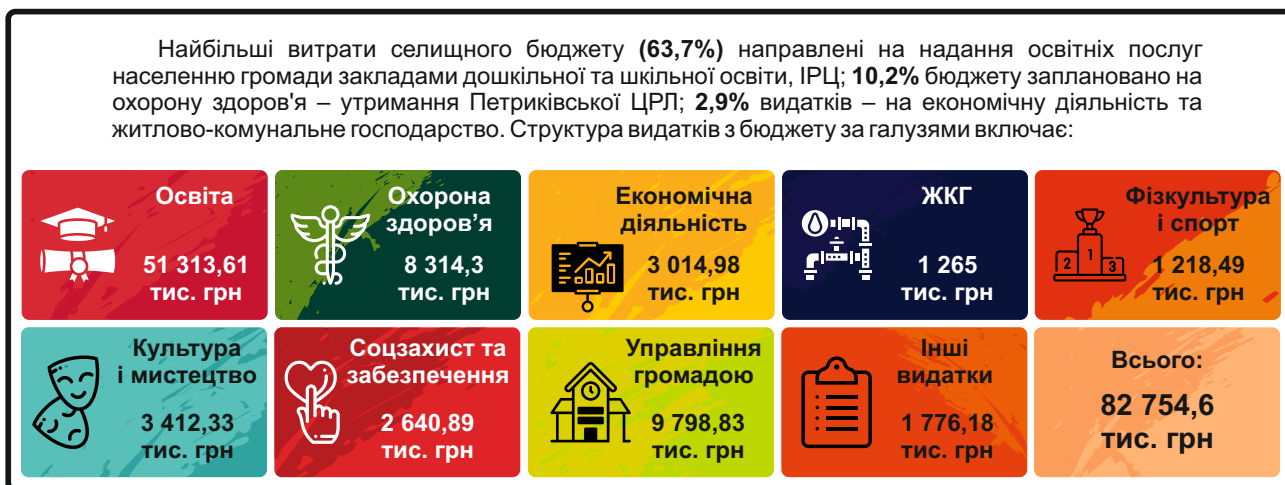 Найбільші витрати селищного бюджету (63,7%) направлені на надання освітніх послуг
населенню громади закладами дошкільної та шкільної освіти, ІРЦ; 10,2% бюджету заплановано на
охорону здоров'я – утримання Петриківської ЦРЛ; 2,9% видатків – на економічну діяльність та
житлово-комунальне господарство. Структура видатків з бюджету за галузями включає:
Освіта
51 313,61
тис. грн
Охорона
здоров’я
8 314,3
тис. грн
Економічна
діяльність
3 014,98
тис. грн
ЖКГ
1 265
тис. грн
Фізкультура
і спорт
2 1 3
1 218,49
тис. грн
Культура
і мистецтво
3 412,33
тис. грн
Соцзахист та
забезпечення
2 640,89
тис. грн
Управління
громадою
9 798,83
тис. грн
Інші
видатки
1 776,18
тис. грн
Всього:
82 754,6
тис. грн